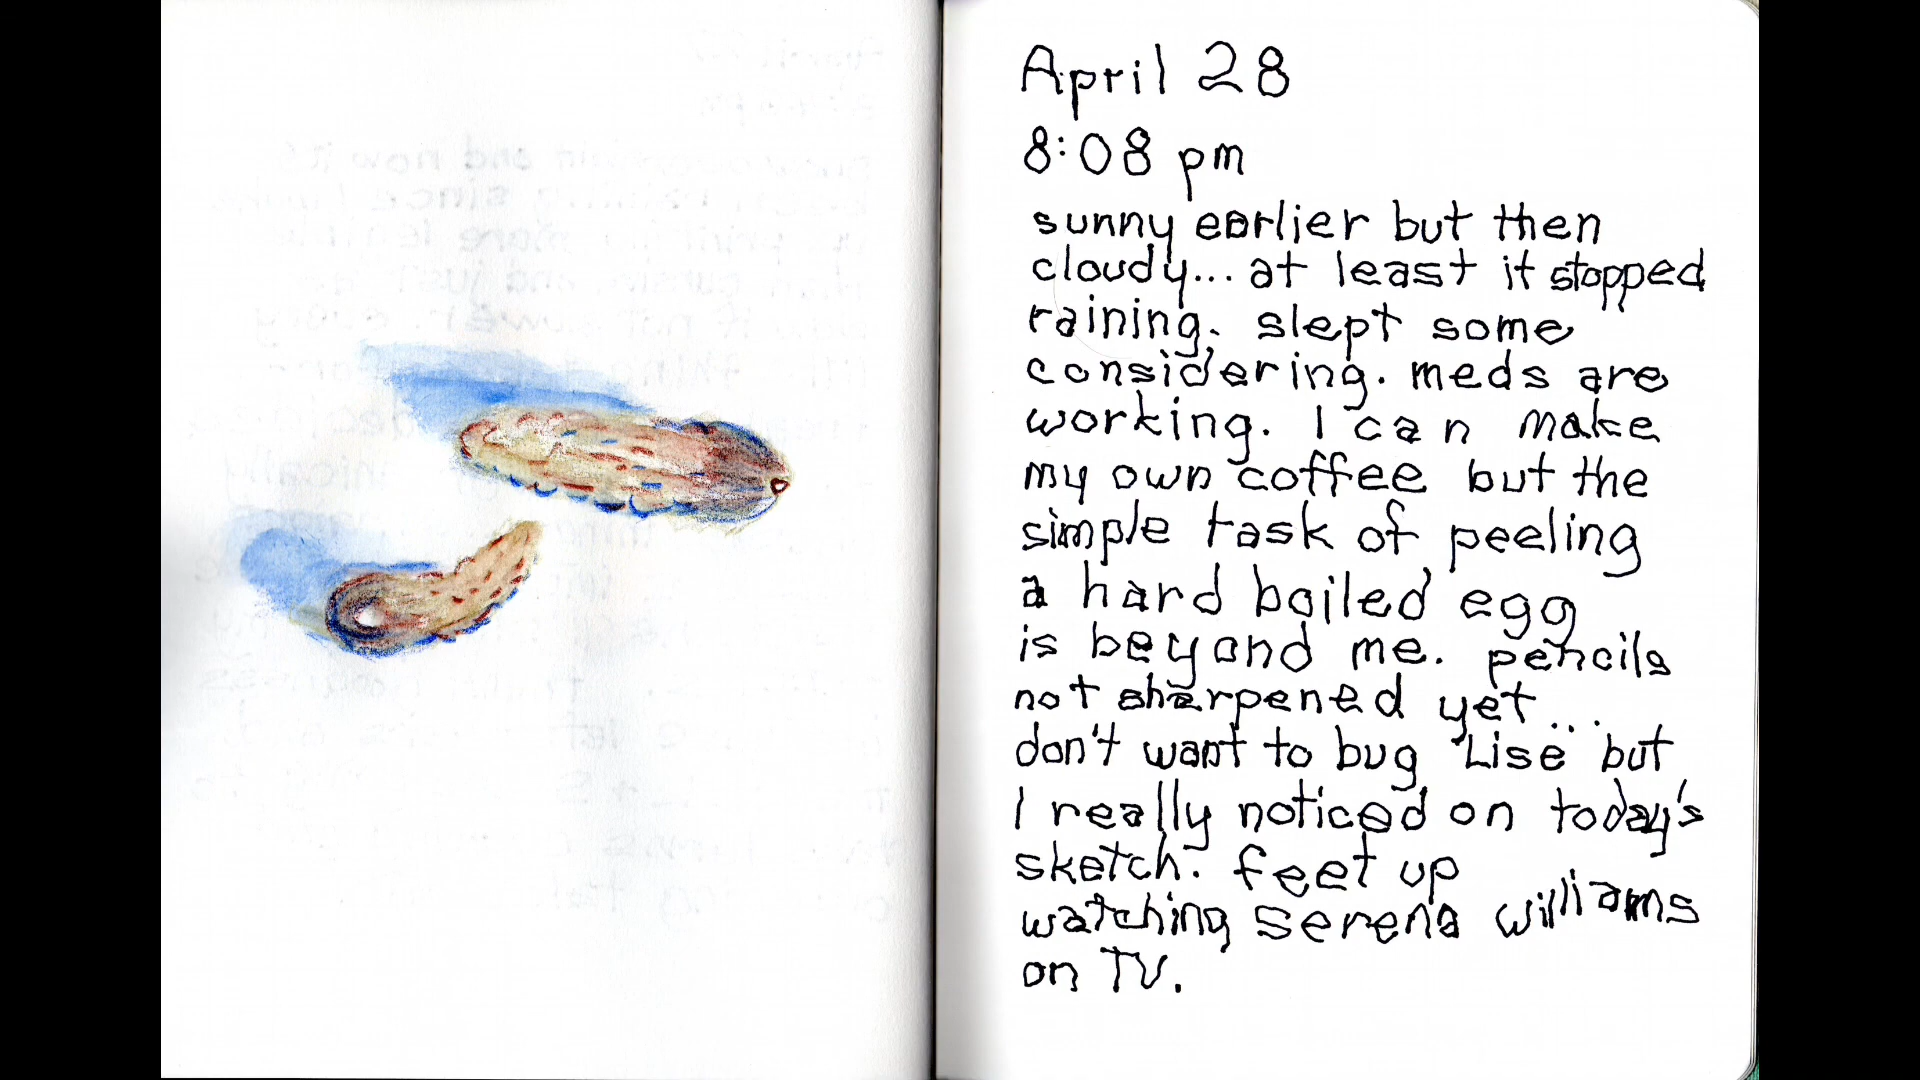 April 28
8:08 pm
sunny earlier but then
cloudy... at least it stopped
raining. slept some
considering. meds are
working. I can make
my own coffee but the
simple task of peeling
a hard boiled egg
is beyond me. pencils
not sharpened yet...
don't want to bug "Lise" but
I really noticed on today's
sketch. feet up
watching serena williams
on TV.